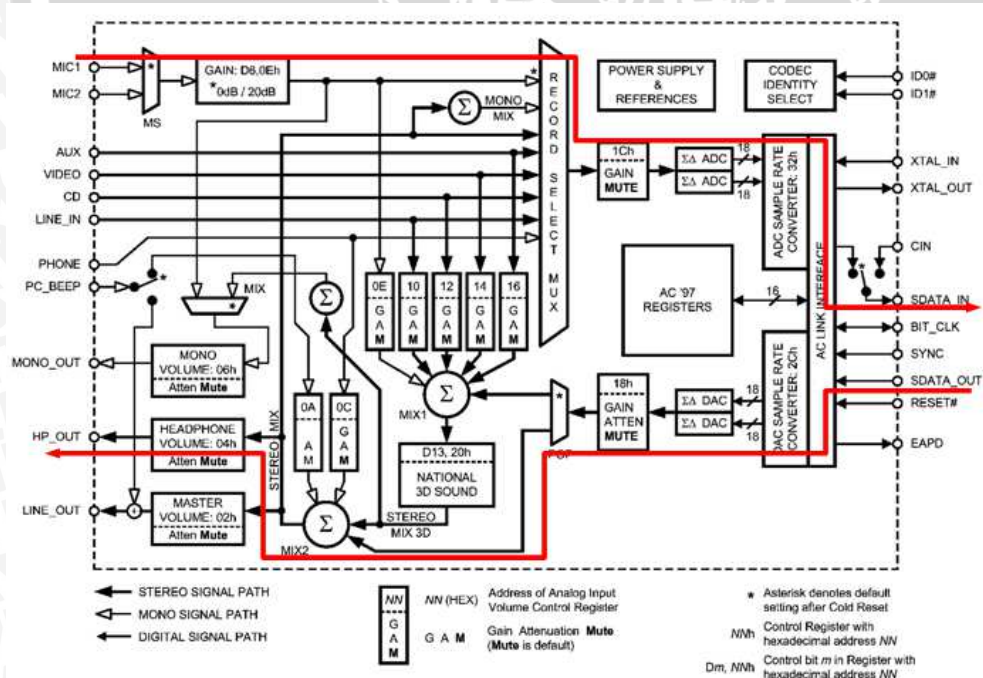 MIC1
MIC2
*
MS
GAIN: D6,0Eh
*0dB / 20dB
*
Σ
MONO
MIX
RECORD SELECT MUX
POWER SUPPLY
&
REFERENCES
CODEC
IDENTITY
SELECT
ID0#
ID1#
AUX
VIDEO
CD
LINE_IN
PHONE
PC_BEEP
*
1Ch
GAIN
MUTE
ΣΔ ADC
ΣΔ ADC
18
18
ADC SAMPLE RATE
CONVERTER: 32h
AC LINK INTERFACE
XTAL_IN
XTAL_OUT
CIN
*
SDATA_IN
BIT_CLK
SYNC
SDATA_OUT
RESET#
EAPD
AC '97
REGISTERS
16
* MIX
Σ
0E
G
A
M
10
G
A
M
12
G
A
M
14
G
A
M
16
G
A
M
MONO_OUT
MONO
VOLUME: 06h
Atten Mute
HP_OUT
HEADPHONE
VOLUME: 04h
Atten Mute
LINE_OUT
MASTER
VOLUME: 02h
Atten Mute
+
STEREO MIX
0A
A
M
0C
G
A
M
Σ
MIX1
D13, 20h
NATIONAL
3D SOUND
STEREO
MIX 3D
Σ
MIX2
*
POP
18h
GAIN
ATTEN
MUTE
ΣΔ DAC
ΣΔ DAC
18
18
DAC SAMPLE RATE
CONVERTER: 2Ch
STEREO SIGNAL PATH
MONO SIGNAL PATH
DIGITAL SIGNAL PATH
NN
G
A
M
NN (HEX) Address of Analog Input
Volume Control Register
G A M Gain Attenuation Mute
(Mute is default)
* Asterisk denotes default
setting after Cold Reset
NNh Control Register with
hexadecimal address NN
Dm, NNh Control bit m in Register with
hexadecimal address NN